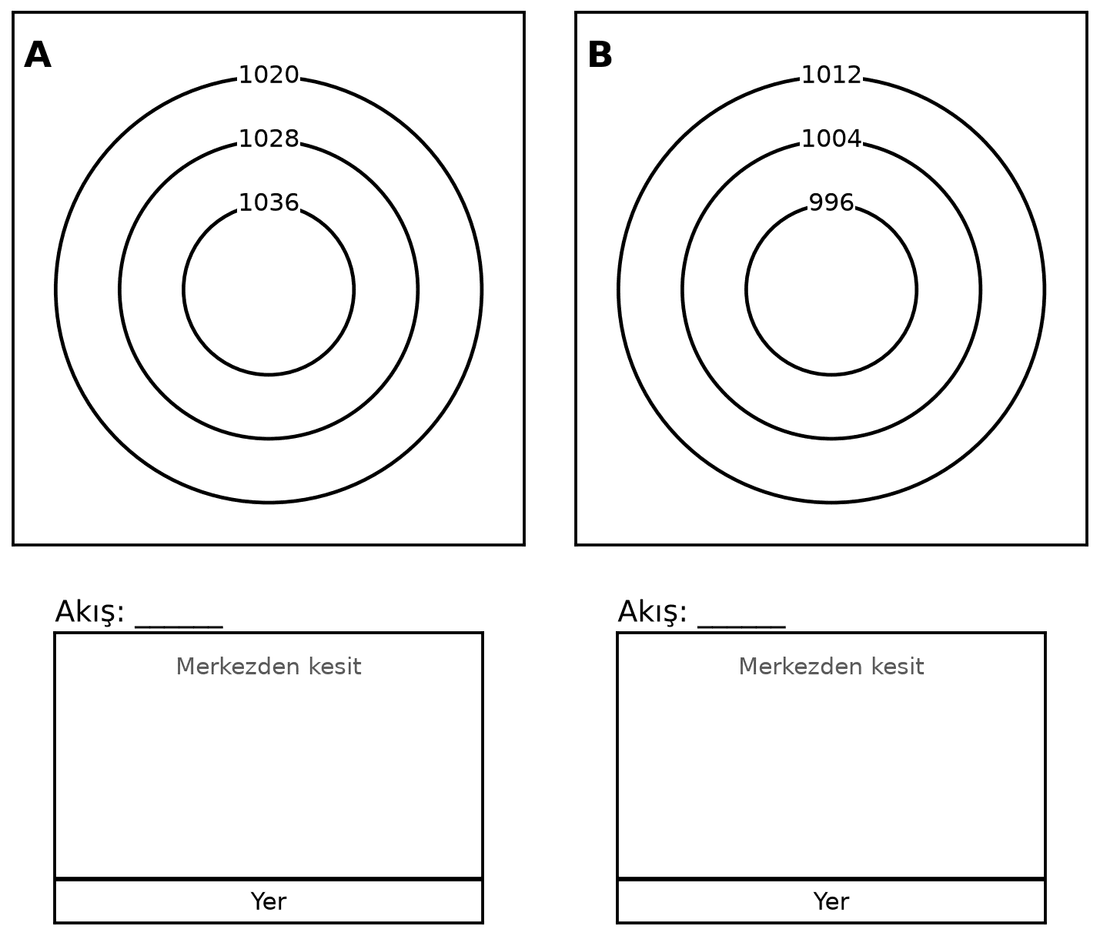 A
1020
1028
1036
B
1012
1004
996
Akış: ______
Merkezden kesit
Yer
Akış: ______
Merkezden kesit
Yer